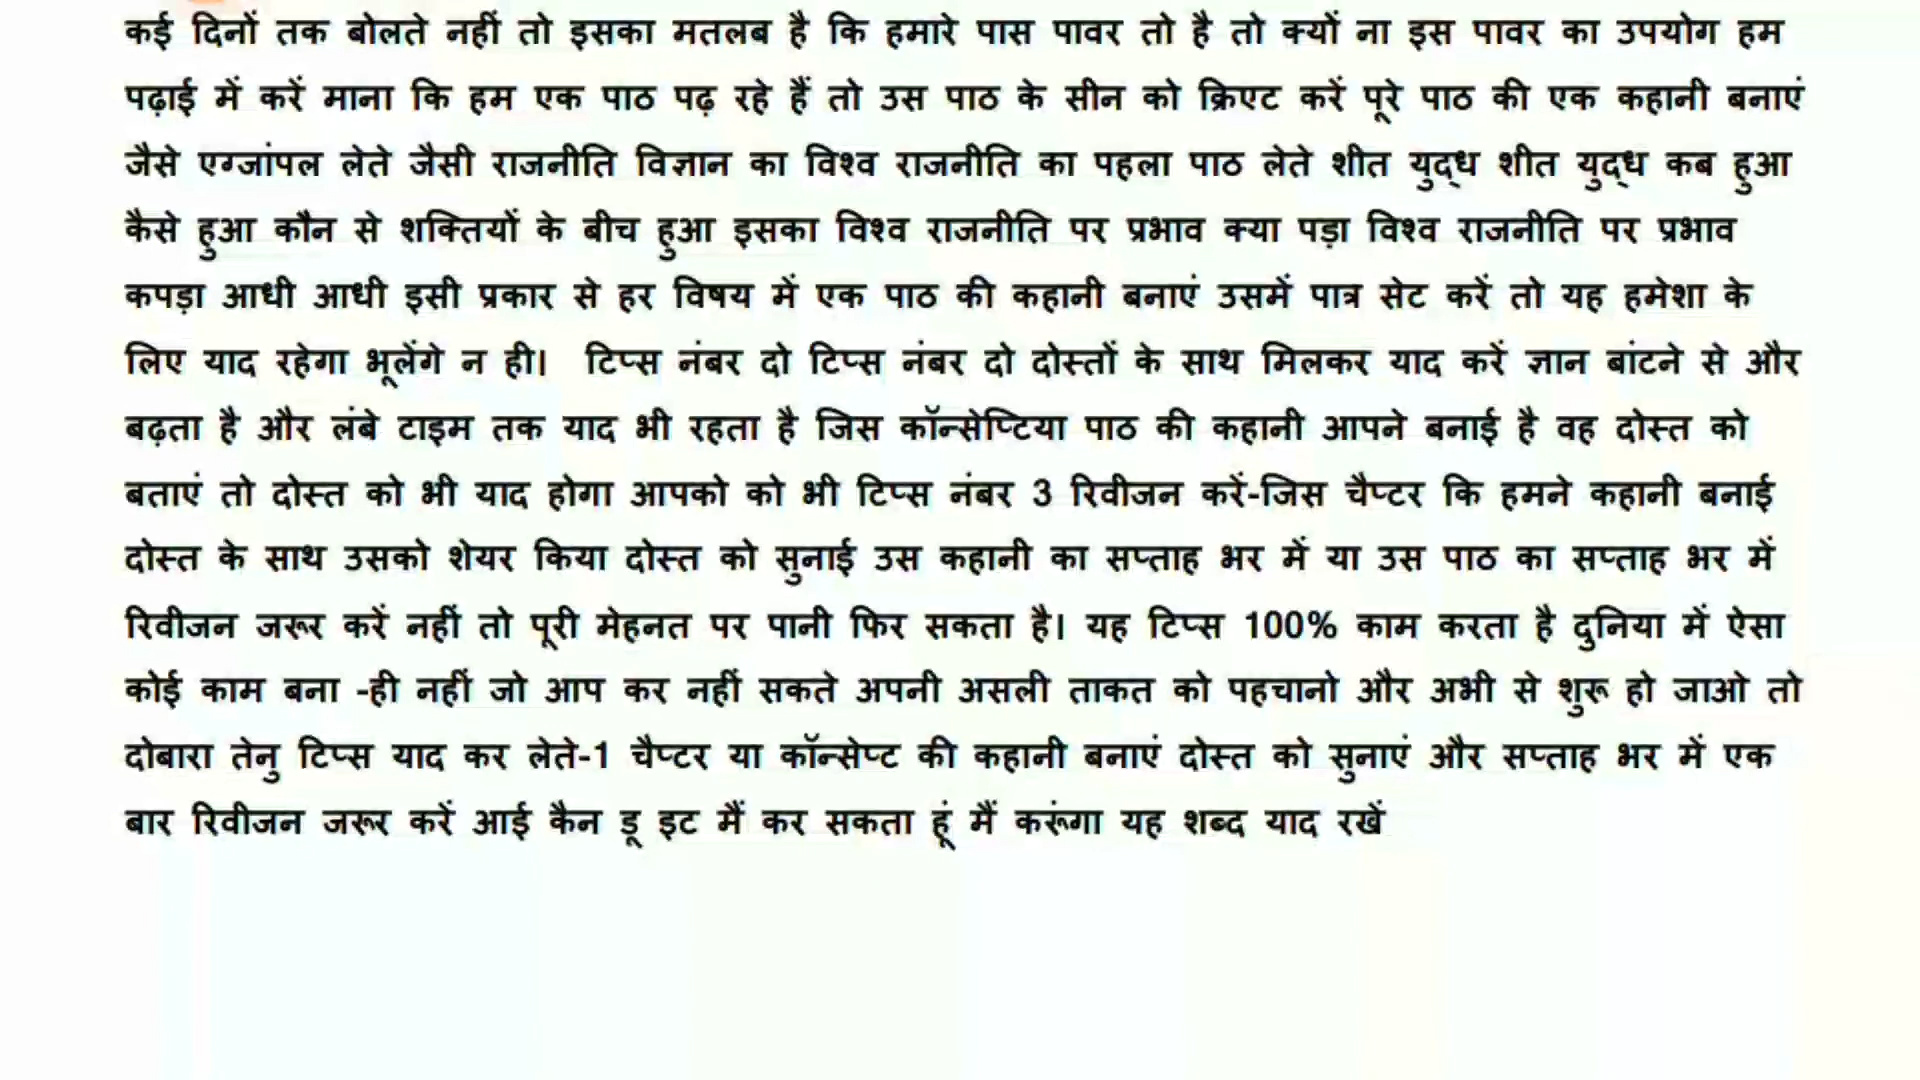 कई दिनों तक बोलते नहीं तो इसका मतलब है कि हमारे पास पावर तो है तो क्यों ना इस पावर का उपयोग हम
पढ़ाई में करें माना कि हम एक पाठ पढ़ रहे हैं तो उस पाठ के सीन को क्रिएट करें पूरे पाठ की एक कहानी बनाएं
जैसे एग्जांपल लेते जैसी राजनीति विज्ञान का विश्व राजनीति का पहला पाठ लेते शीत युद्ध शीत युद्ध कब हुआ
कैसे हुआ कौन से शक्तियों के बीच हुआ इसका विश्व राजनीति पर प्रभाव क्या पड़ा विश्व राजनीति पर प्रभाव
कपड़ा आधी आधी इसी प्रकार से हर विषय में एक पाठ की कहानी बनाएं उसमें पात्र सेट करें तो यह हमेशा के
लिए याद रहेगा भूलेंगे न ही। टिप्स नंबर दो टिप्स नंबर दो दोस्तों के साथ मिलकर याद करें ज्ञान बांटने से और
बढ़ता है और लंबे टाइम तक याद भी रहता है जिस कॉन्सेप्टिया पाठ की कहानी आपने बनाई है वह दोस्त को
बताएं तो दोस्त को भी याद होगा आपको को भी टिप्स नंबर 3 रिवीजन करें-जिस चैप्टर कि हमने कहानी बनाई
दोस्त के साथ उसको शेयर किया दोस्त को सुनाई उस कहानी का सप्ताह भर में या उस पाठ का सप्ताह भर में
रिवीजन जरूर करें नहीं तो पूरी मेहनत पर पानी फिर सकता है। यह टिप्स 100% काम करता है दुनिया में ऐसा
कोई काम बना -ही नहीं जो आप कर नहीं सकते अपनी असली ताकत को पहचानो और अभी से शुरू हो जाओ तो
दोबारा तेनु टिप्स याद कर लेते-1 चैप्टर या कॉन्सेप्ट की कहानी बनाएं दोस्त को सुनाएं और सप्ताह भर में एक
बार रिवीजन जरूर करें आई कैन डू इट मैं कर सकता हूं मैं करूंगा यह शब्द याद रखें